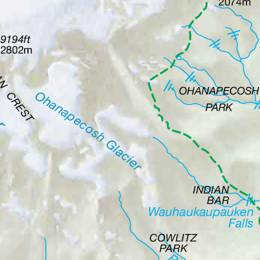 2074m
9194ft
2802m
OHANAPECOSH
PARK
CREST
Ohanapecosh Glacier
INDIAN
BAR
Wauhaukaupauken
Falls
COWLITZ
PARK